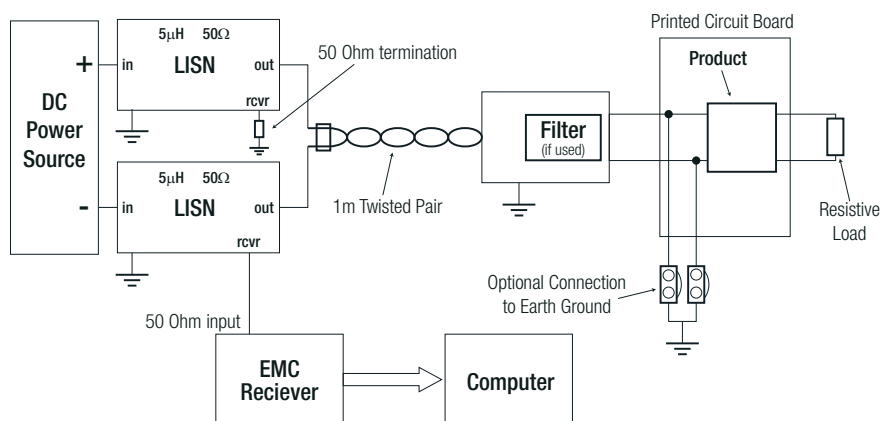 Printed Circuit Board
5μH 50Ω
LISN
in
out
rcvr
50 Ohm termination
+
DC
Power
Source
-
Product
Filter
(if used)
5μH 50Ω
LISN
in
out
rcvr
1m Twisted Pair
Resistive
Load
Optional Connection
to Earth Ground
50 Ohm input
EMC
Reciever
Computer